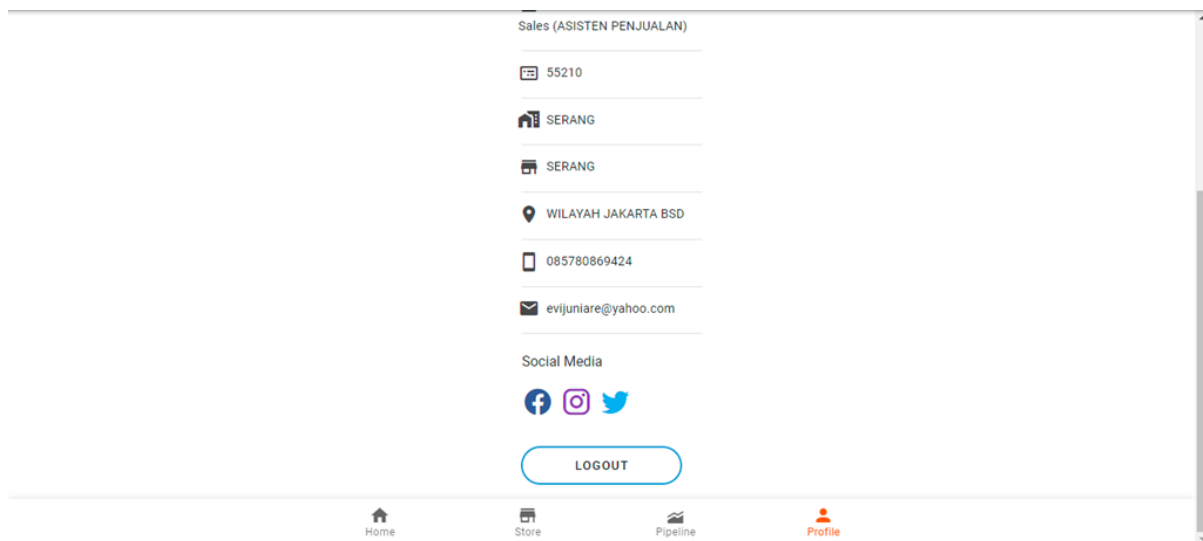 Sales (ASISTEN PENJUALAN)
55210
SERANG
SERANG
WILAYAH JAKARTA BSD
085780869424
evijuniare@yahoo.com
Social Media
LOGOUT
Home Store Pipeline Profile